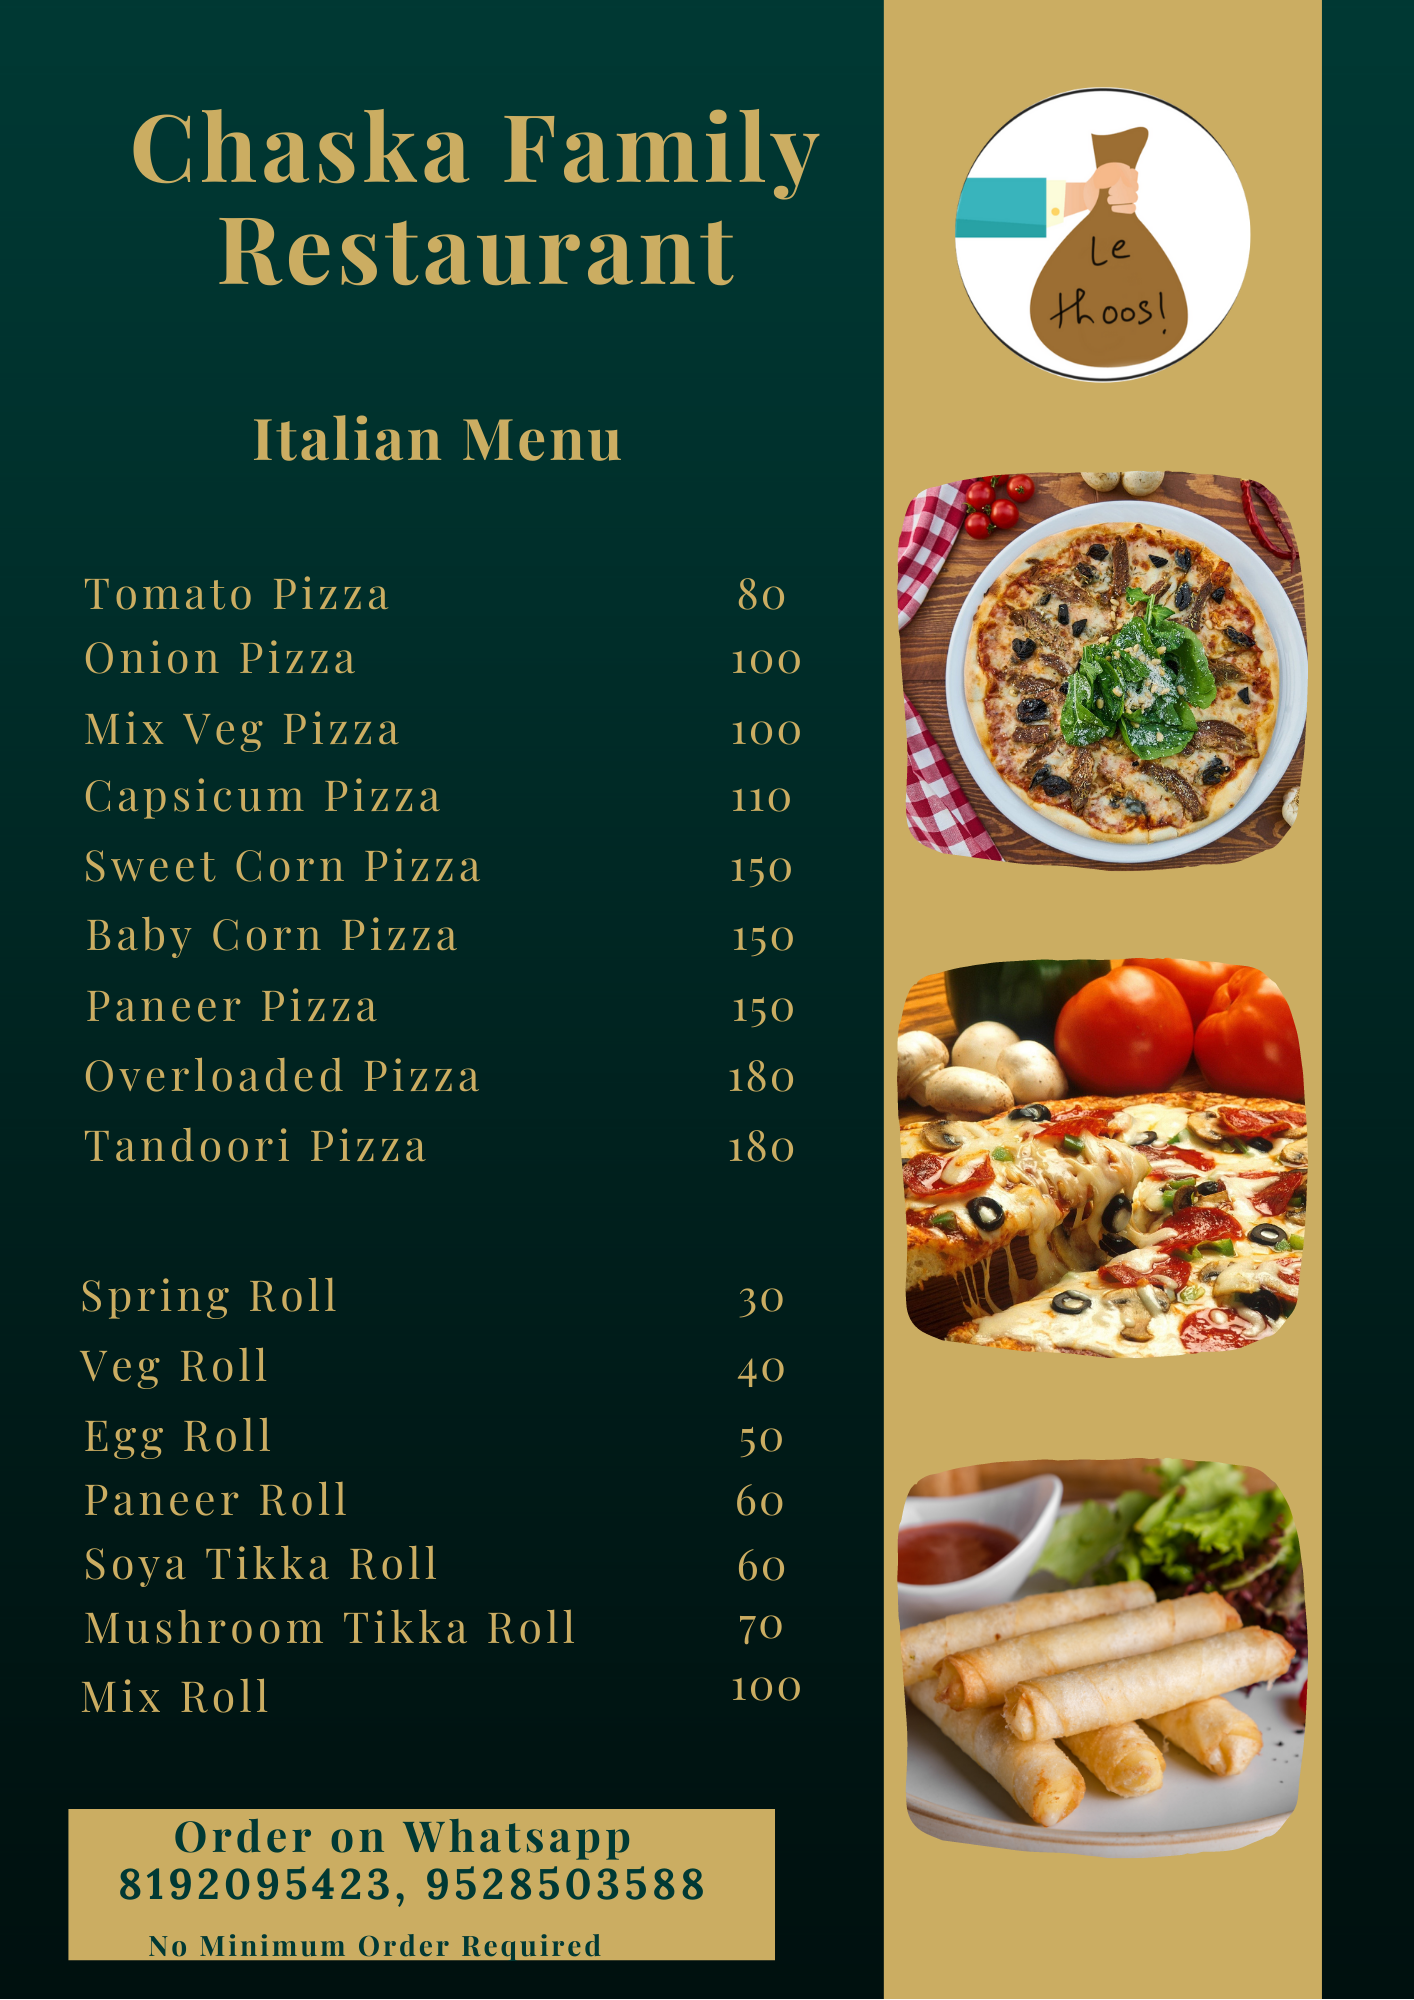 Chaska Family
Restaurant
Le
thoos!
Italian Menu
Tomato Pizza 80
Onion Pizza 100
Mix Veg Pizza 100
Capsicum Pizza 110
Sweet Corn Pizza 150
Baby Corn Pizza 150
Paneer Pizza 150
Overloaded Pizza 180
Tandoori Pizza 180
Spring Roll 30
Veg Roll 40
Egg Roll 50
Paneer Roll 60
Soya Tikka Roll 60
Mushroom Tikka Roll 70
Mix Roll 100
Order on Whatsapp
8192095423, 9528503588
No Minimum Order Required